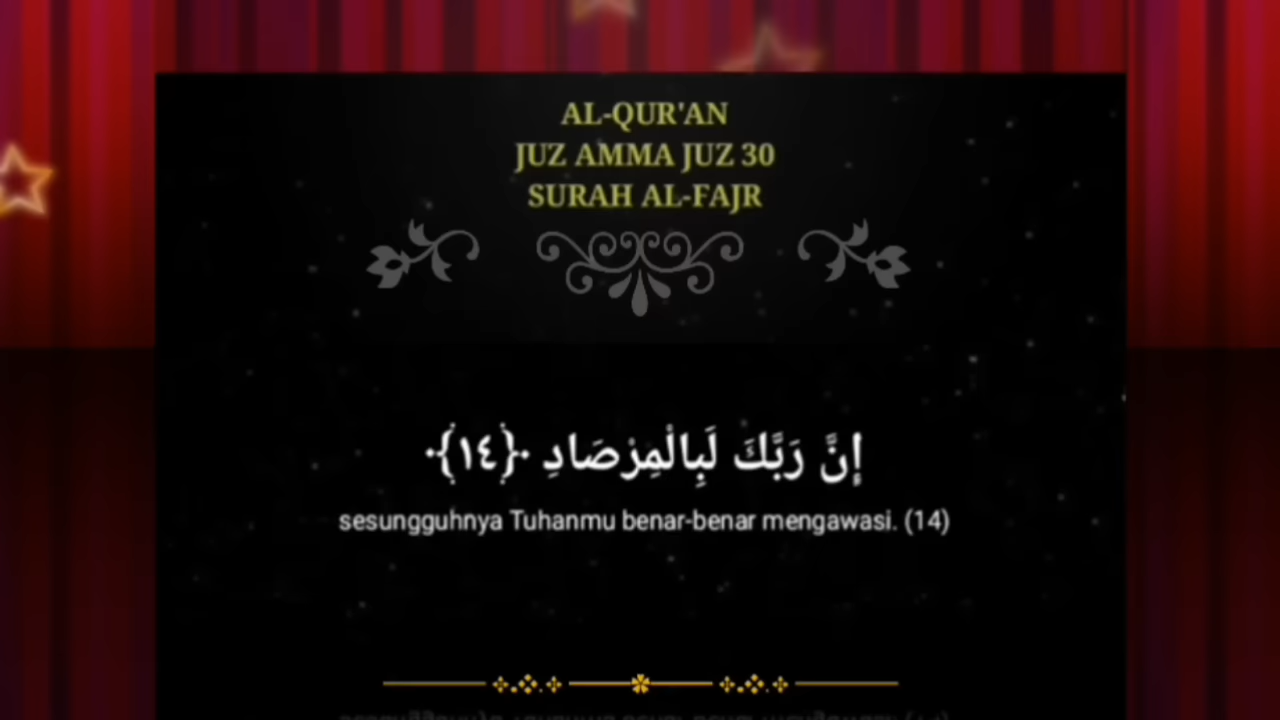 AL-QUR'AN
JUZ AMMA JUZ 30
SURAH AL-FAJR
إِنَّ رَبَّكَ لَبِالْمِرْصَادِ ﴿١٤﴾
sesungguhnya Tuhanmu benar-benar mengawasi. (14)